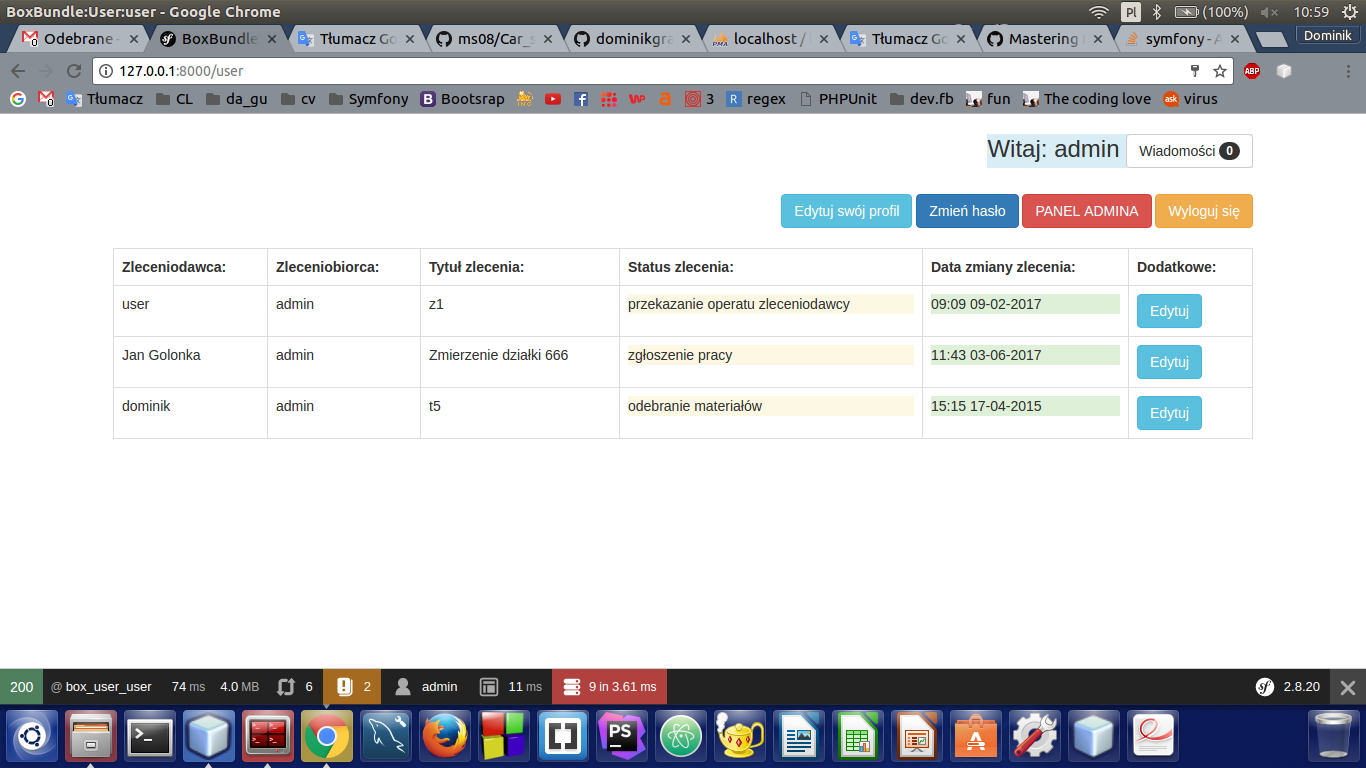 BoxBundle:User:user - Google Chrome
Pl
(100%)
10:59
Odebrane -
BoxBundle
Tłumacz Go
ms08/Car_s
dominikgra
localhost /
Tłumacz Go
Mastering
symfony - A
Dominik
127.0.0.1:8000/user
ABP
Tłumacz
CL
da_gu
cv
Symfony
B Bootsrap
ING
WP
a
3
R regex
PHPUnit
dev.fb
fun
The coding love
ask virus
Witaj: admin
Wiadomości 0
Edytuj swój profil
Zmień hasło
PANEL ADMINA
Wyloguj się
Zleceniodawca: Zleceniobiorca: Tytuł zlecenia: Status zlecenia: Data zmiany zlecenia: Dodatkowe:
user admin z1 przekazanie operatu zleceniodawcy 09:09 09-02-2017 Edytuj
Jan Golonka admin Zmierzenie działki 666 zgłoszenie pracy 11:43 03-06-2017 Edytuj
dominik admin t5 odebranie materiałów 15:15 17-04-2015 Edytuj
200 @ box_user_user 74 ms 4.0 MB 6 2 admin 11 ms 9 in 3.61 ms sf 2.8.20
PS